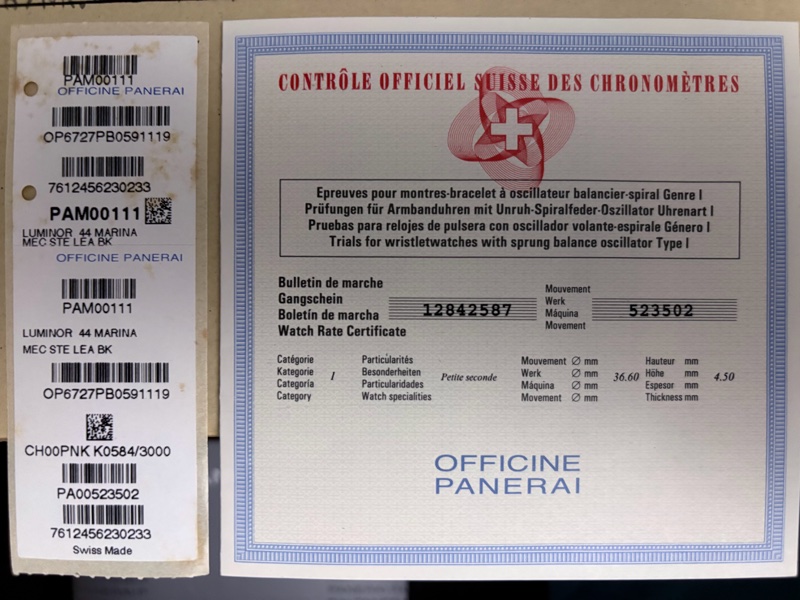 PAM00111
OFFICINE PANERAI
OP6727PB0591119
7612456230233
PAM00111
LUMINOR 44 MARINA
MEC STE LEA BK
OFFICINE PANERAI
PAM00111
LUMINOR 44 MARINA
MEC STE LEA BK
OP6727PB0591119
CH00PNK K0584/3000
PA00523502
7612456230233
Swiss Made
CONTRÔLE OFFICIEL SUISSE DES CHRONOMÈTRES
Epreuves pour montres-bracelet à oscillateur balancier-spiral Genre I
Prüfungen für Armbanduhren mit Unruh-Spiralfeder-Oszillator Uhrenart I
Pruebas para relojes de pulsera con oscillador volante-espirale Género I
Trials for wristletwatches with sprung balance oscillator Type I
Bulletin de marche
Gangschein
Boletín de marcha
Watch Rate Certificate
12842587
Mouvement
Werk
Máquina
Movement
523502
Catégorie
Kategorie
Categoría
Category
1
Particularités
Besonderheiten
Particularidades
Watch specialities
Petite seconde
Mouvement ∅ mm
Werk ∅ mm
Máquina ∅ mm
Movement ∅ mm
36.60
Hauteur mm
Höhe mm
Espesor mm
Thickness mm
4.50
OFFICINE
PANERAI